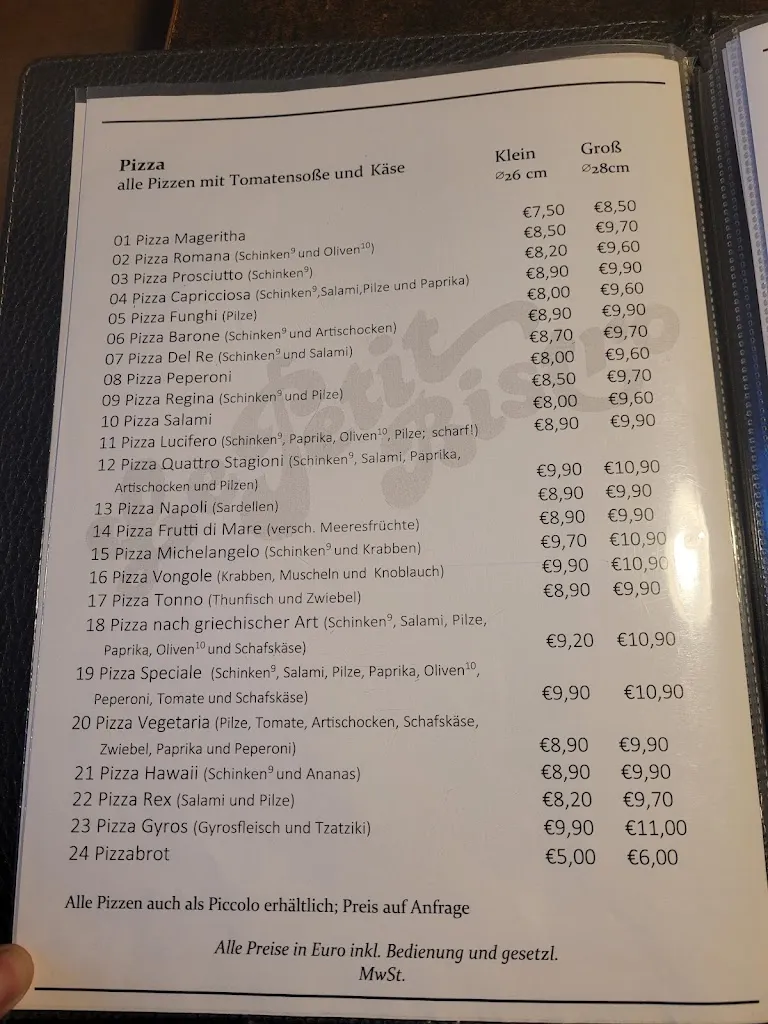 Pizza Klein Groß
alle Pizzen mit Tomatensoße und Käse ⌀26 cm ⌀28cm
01 Pizza Mageritha €7,50 €8,50
02 Pizza Romana (Schinken⁹ und Oliven¹⁰) €8,50 €9,70
03 Pizza Prosciutto (Schinken⁹) €8,20 €9,60
04 Pizza Capricciosa (Schinken⁹,Salami,Pilze und Paprika) €8,90 €9,90
05 Pizza Funghi (Pilze) €8,00 €9,60
06 Pizza Barone (Schinken⁹ und Artischocken) €8,90 €9,90
07 Pizza Del Re (Schinken⁹ und Salami) €8,70 €9,70
08 Pizza Peperoni €8,00 €9,60
09 Pizza Regina (Schinken⁹ und Pilze) €8,50 €9,70
10 Pizza Salami €8,00 €9,60
11 Pizza Lucifero (Schinken⁹, Paprika, Oliven¹⁰, Pilze; scharf!) €8,90 €9,90
12 Pizza Quattro Stagioni (Schinken⁹, Salami, Paprika,
Artischocken und Pilzen) €9,90 €10,90
13 Pizza Napoli (Sardellen) €8,90 €9,90
14 Pizza Frutti di Mare (versch. Meeresfrüchte) €8,90 €9,90
15 Pizza Michelangelo (Schinken⁹ und Krabben) €9,70 €10,90
16 Pizza Vongole (Krabben, Muscheln und Knoblauch) €9,90 €10,90
17 Pizza Tonno (Thunfisch und Zwiebel) €8,90 €9,90
18 Pizza nach griechischer Art (Schinken⁹, Salami, Pilze,
Paprika, Oliven¹⁰ und Schafskäse) €9,20 €10,90
19 Pizza Speciale (Schinken⁹, Salami, Pilze, Paprika, Oliven¹⁰,
Peperoni, Tomate und Schafskäse) €9,90 €10,90
20 Pizza Vegetaria (Pilze, Tomate, Artischocken, Schafskäse,
Zwiebel, Paprika und Peperoni) €8,90 €9,90
21 Pizza Hawaii (Schinken⁹ und Ananas) €8,90 €9,90
22 Pizza Rex (Salami und Pilze) €8,20 €9,70
23 Pizza Gyros (Gyrosfleisch und Tzatziki) €9,90 €11,00
24 Pizzabrot €5,00 €6,00
Alle Pizzen auch als Piccolo erhältlich; Preis auf Anfrage
Alle Preise in Euro inkl. Bedienung und gesetzl.
MwSt.